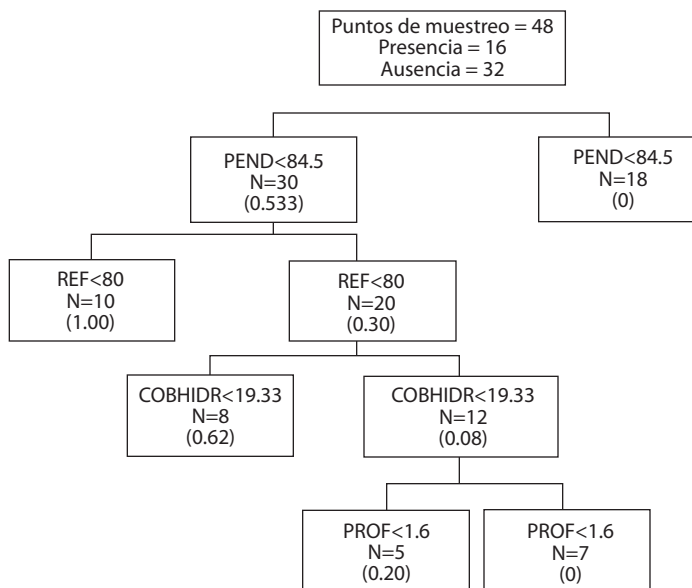 Puntos de muestreo = 48
Presencia = 16
Ausencia = 32
PEND<84.5
N=30
(0.533)
PEND<84.5
N=18
(0)
REF<80
N=10
(1.00)
REF<80
N=20
(0.30)
COBHIDR<19.33
N=8
(0.62)
COBHIDR<19.33
N=12
(0.08)
PROF<1.6
N=5
(0.20)
PROF<1.6
N=7
(0)